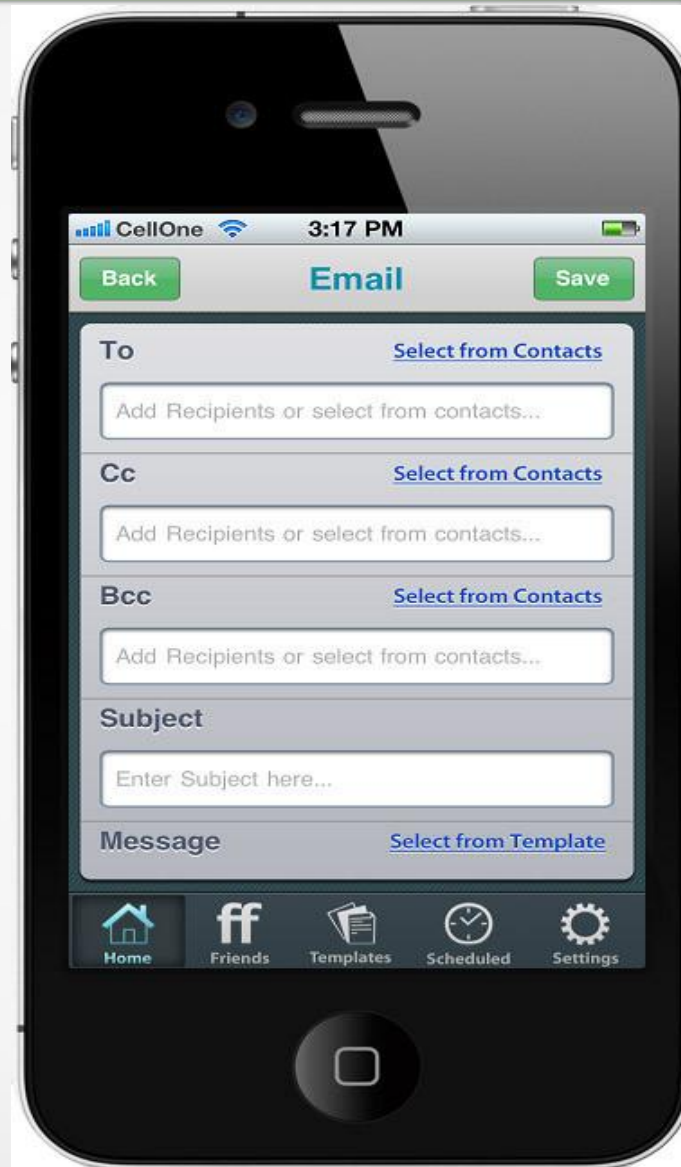 CellOne 3:17 PM
Back Email Save
To Select from Contacts
Add Recipients or select from contacts...
Cc Select from Contacts
Add Recipients or select from contacts...
Bcc Select from Contacts
Add Recipients or select from contacts...
Subject
Enter Subject here...
Message Select from Template
ff
Home Friends Templates Scheduled Settings